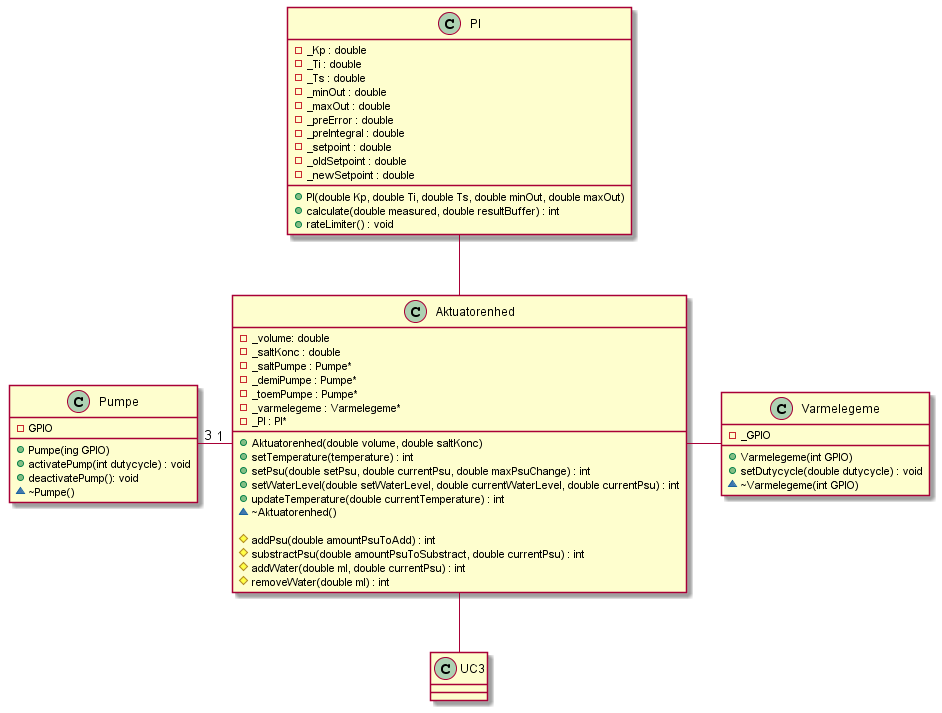 C PI
_Kp : double
_Ti : double
_Ts : double
_minOut : double
_maxOut : double
_preError : double
_preIntegral : double
_setpoint : double
_oldSetpoint : double
_newSetpoint : double
PI(double Kp, double Ti, double Ts, double minOut, double maxOut)
calculate(double measured, double resultBuffer) : int
rateLimiter() : void
C Aktuatorenhed
_volume: double
_saltKonc : double
_saltPumpe : Pumpe*
_demiPumpe : Pumpe*
_toemPumpe : Pumpe*
_varmelegeme : Varmelegeme*
_PI : PI*
Aktuatorenhed(double volume, double saltKonc)
setTemperature(temperature) : int
setPsu(double setPsu, double currentPsu, double maxPsuChange) : int
setWaterLevel(double setWaterLevel, double currentWaterLevel, double currentPsu) : int
updateTemperature(double currentTemperature) : int
~Aktuatorenhed()
addPsu(double amountPsuToAdd) : int
substractPsu(double amountPsuToSubstract, double currentPsu) : int
addWater(double ml, double currentPsu) : int
removeWater(double ml) : int
C Pumpe
GPIO
Pumpe(ing GPIO)
activatePump(int dutycycle) : void
deactivatePump(): void
~Pumpe()
3 1
C Varmelegeme
_GPIO
Varmelegeme(int GPIO)
setDutycycle(double dutycycle) : void
~Varmelegeme(int GPIO)
C UC3